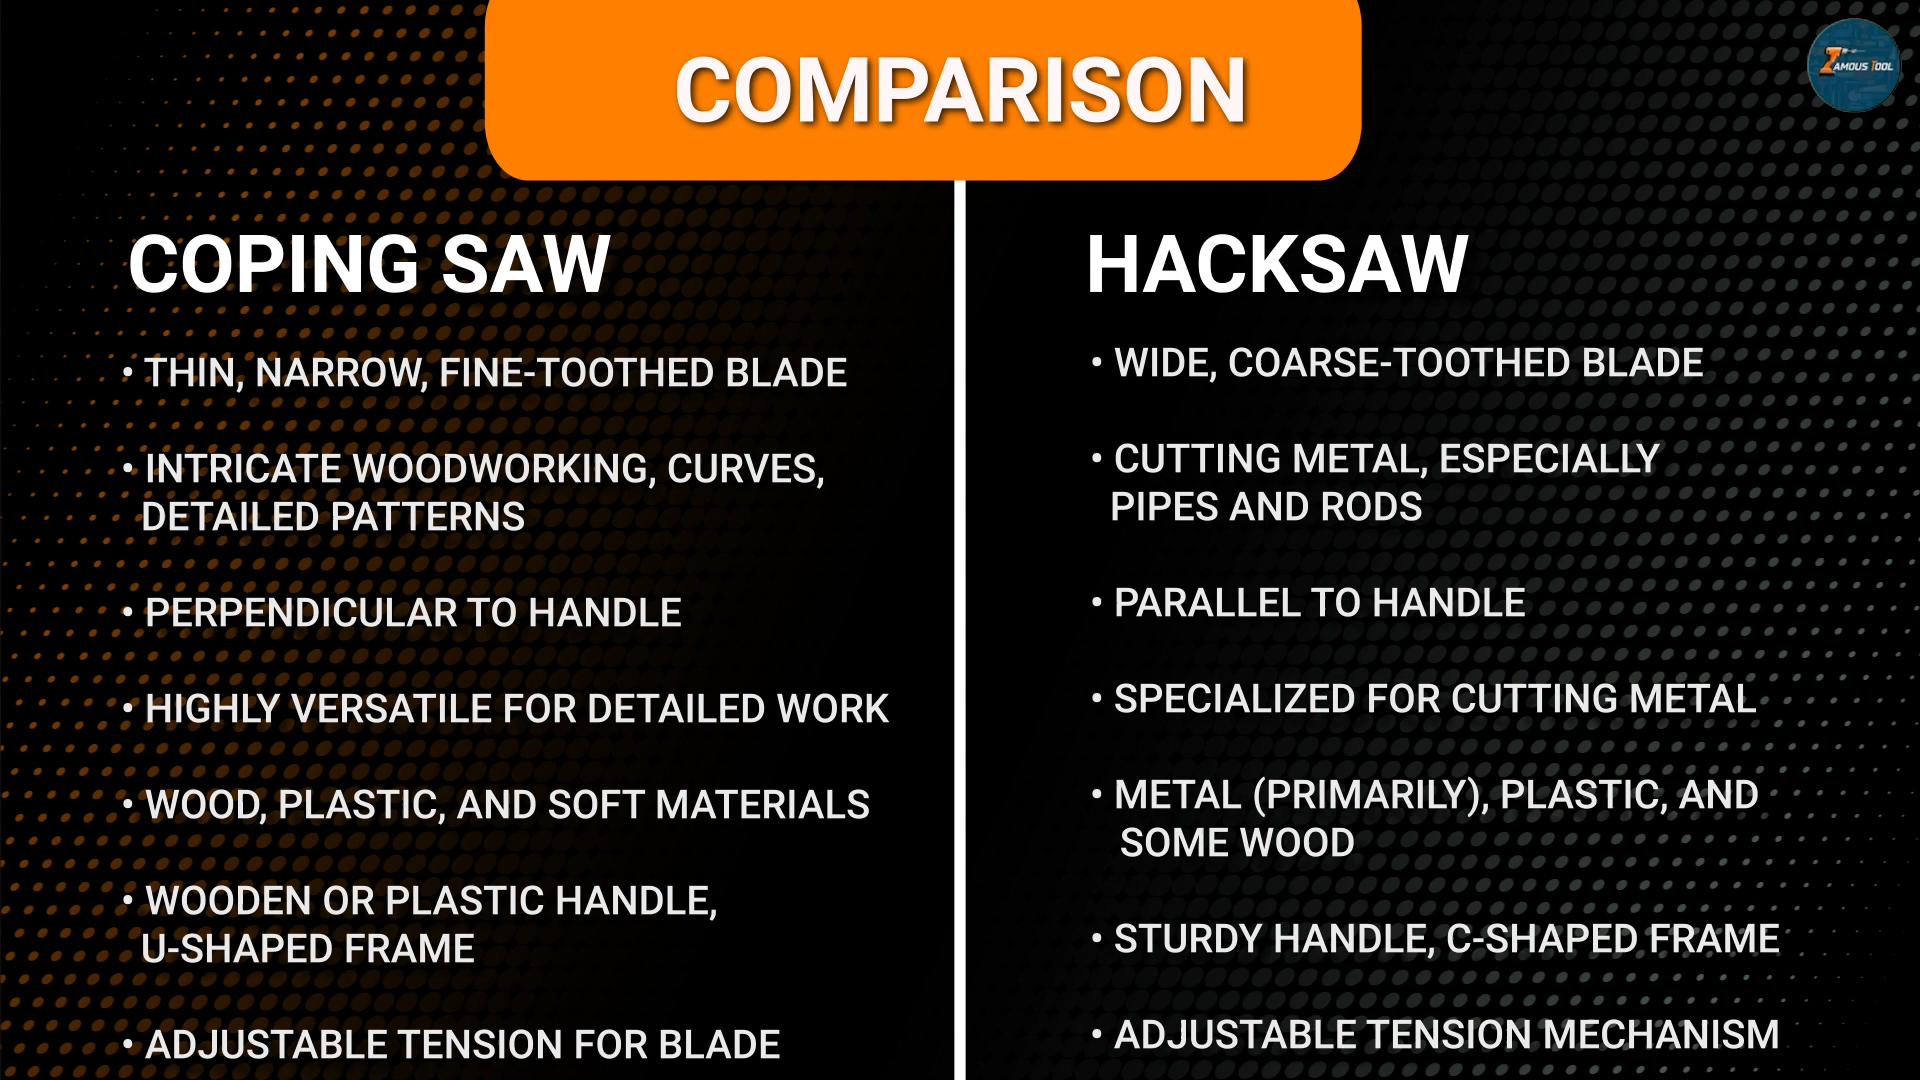 COMPARISON
ZAMOUS TOOL
COPING SAW
• THIN, NARROW, FINE-TOOTHED BLADE
• INTRICATE WOODWORKING, CURVES,
DETAILED PATTERNS
• PERPENDICULAR TO HANDLE
• HIGHLY VERSATILE FOR DETAILED WORK
• WOOD, PLASTIC, AND SOFT MATERIALS
• WOODEN OR PLASTIC HANDLE,
U-SHAPED FRAME
• ADJUSTABLE TENSION FOR BLADE
HACKSAW
• WIDE, COARSE-TOOTHED BLADE
• CUTTING METAL, ESPECIALLY
PIPES AND RODS
• PARALLEL TO HANDLE
• SPECIALIZED FOR CUTTING METAL
• METAL (PRIMARILY), PLASTIC, AND
SOME WOOD
• STURDY HANDLE, C-SHAPED FRAME
• ADJUSTABLE TENSION MECHANISM